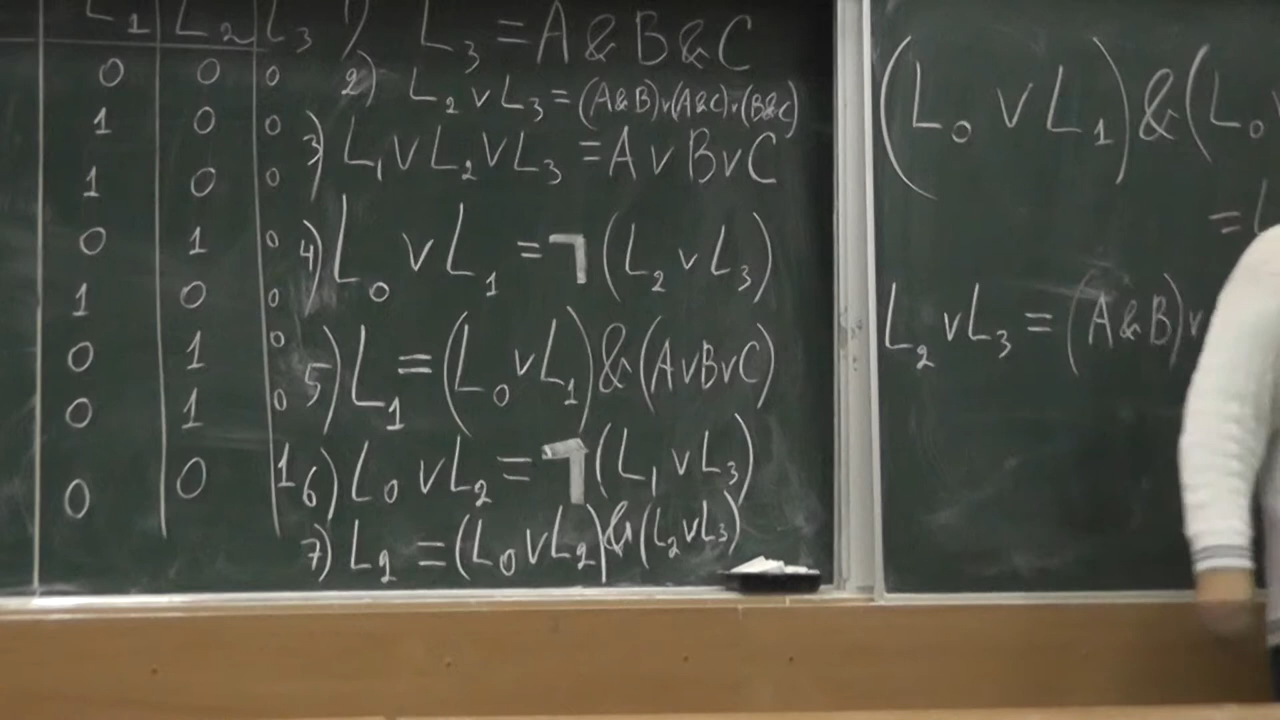 L₁ L₂ L₃
0 0 0
1 0 0
1 0 0
0 1 0
1 0 0
0 1 0
0 1 0
0 0 1
1) L₃ = A & B & C
2) L₂ ∨ L₃ = (A & B) ∨ (A & C) ∨ (B & C)
3) L₁ ∨ L₂ ∨ L₃ = A ∨ B ∨ C
4) L₀ ∨ L₁ = ¬ (L₂ ∨ L₃)
5) L₁ = (L₀ ∨ L₁) & (A ∨ B ∨ C)
6) L₀ ∨ L₂ = ¬ (L₁ ∨ L₃)
7) L₂ = (L₀ ∨ L₂) & (L₂ ∨ L₃)
(L₀ ∨ L₁) & (L₀
=
L₂ ∨ L₃ = (A & B) ∨